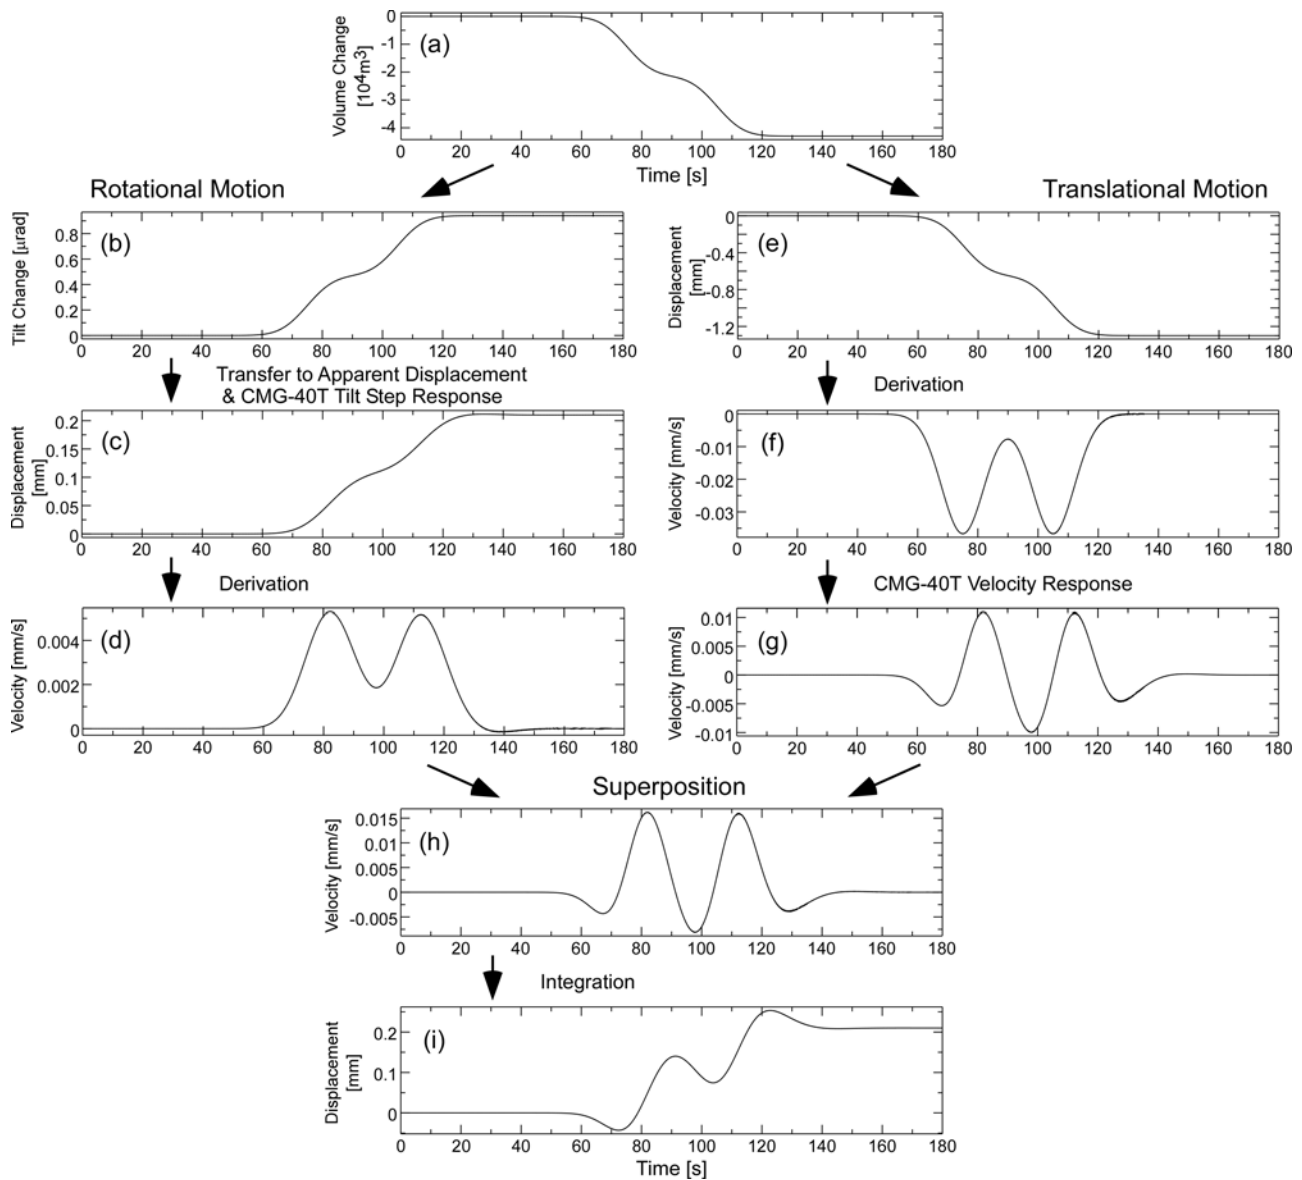 Volume Change
[10⁴m³]
0
-1
-2
-3
-4
(a)
0 20 40 60 80 100 120 140 160 180
Time [s]
Rotational Motion
Translational Motion
Tilt Change [µrad]
0.8
0.6
0.4
0.2
0
(b)
0 20 40 60 80 100 120 140 160 180
Displacement
[mm]
0
-0.4
-0.8
-1.2
(e)
0 20 40 60 80 100 120 140 160 180
Transfer to Apparent Displacement
& CMG-40T Tilt Step Response
Derivation
Displacement
[mm]
0.2
0.15
0.1
0.05
0
(c)
0 20 40 60 80 100 120 140 160 180
Velocity [mm/s]
0
-0.01
-0.02
-0.03
(f)
0 20 40 60 80 100 120 140 160 180
Derivation
CMG-40T Velocity Response
Velocity [mm/s]
0.004
0.002
0
(d)
0 20 40 60 80 100 120 140 160 180
Velocity [mm/s]
0.01
0.005
0
-0.005
-0.01
(g)
0 20 40 60 80 100 120 140 160 180
Superposition
Velocity [mm/s]
0.015
0.01
0.005
0
-0.005
(h)
0 20 40 60 80 100 120 140 160 180
Integration
Displacement
[mm]
0.2
0.1
0
(i)
0 20 40 60 80 100 120 140 160 180
Time [s]